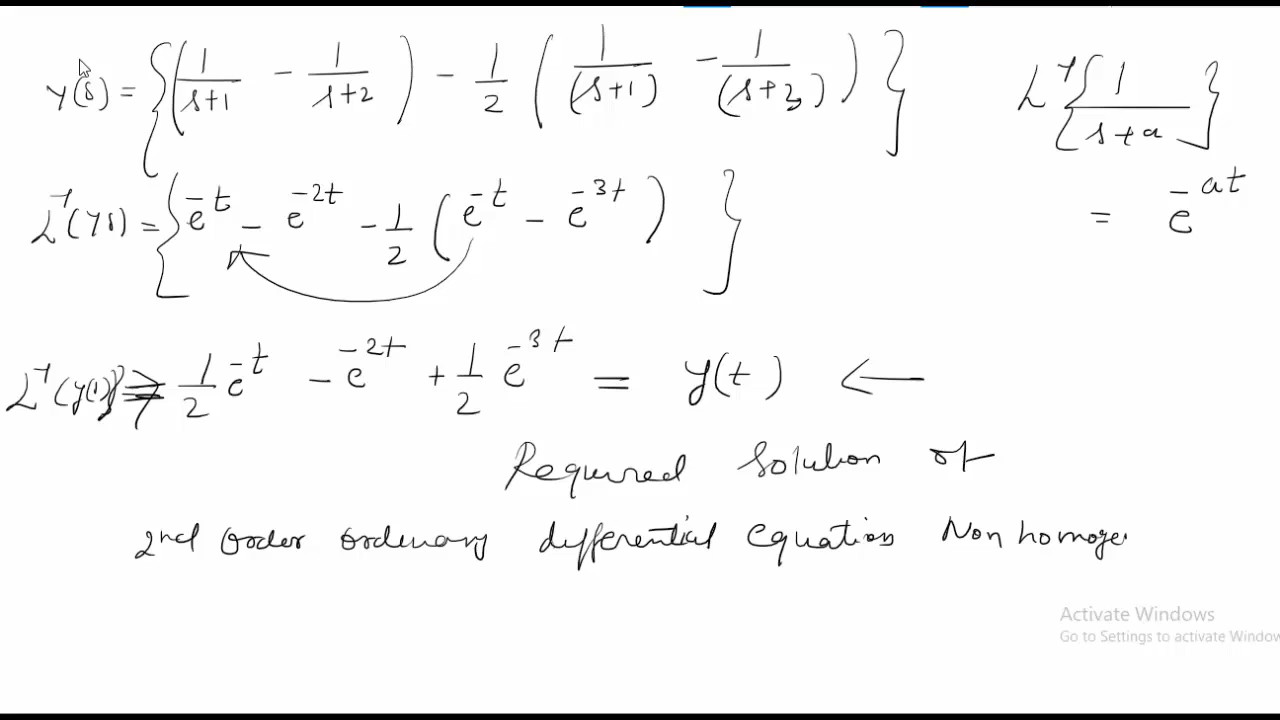 y(s) = {(1/(s+1) - 1/(s+2)) - 1/2 (1/(s+1) - 1/(s+3))}
L⁻¹{1/(s+a)}
= e^-at
L⁻¹(ys) = {e^-t - e^-2t - 1/2 (e^-t - e^-3t)}
L⁻¹(y(s)) = 1/2 e^-t - e^-2t + 1/2 e^-3t = y(t) ←
Required Solution of
2nd Order ordenary differential equation Non homoge
Activate Windows
Go to Settings to activate Window